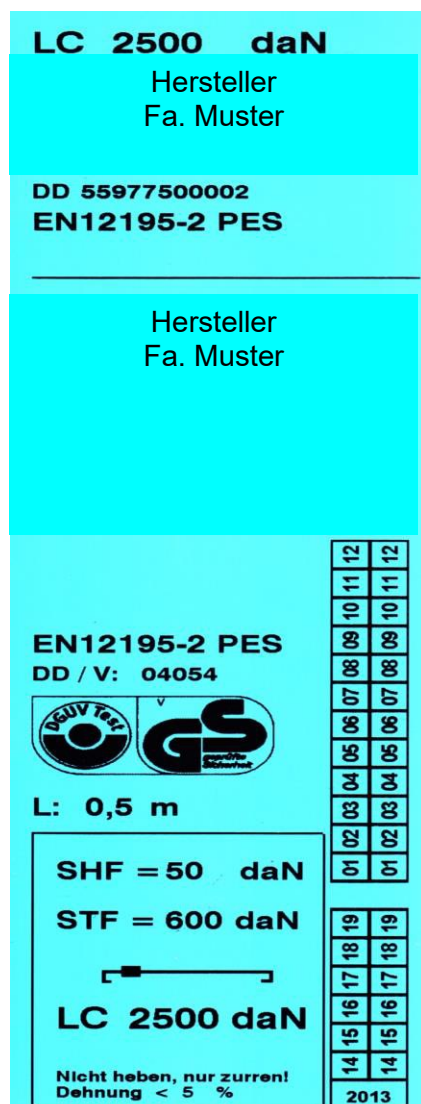 LC 2500 daN
Hersteller
Fa. Muster
DD 55977500002
EN12195-2 PES
Hersteller
Fa. Muster
EN12195-2 PES
DD / V: 04054
DGUV Test
V
GS
geprüfte
Sicherheit
L: 0,5 m
SHF = 50 daN
STF = 600 daN
LC 2500 daN
Nicht heben, nur zurren!
Dehnung < 5 %
12 12
11 11
10 10
09 09
08 08
07 07
06 06
05 05
04 04
03 03
02 02
01 01
19 19
18 18
17 17
16 16
15 15
14 14
2013